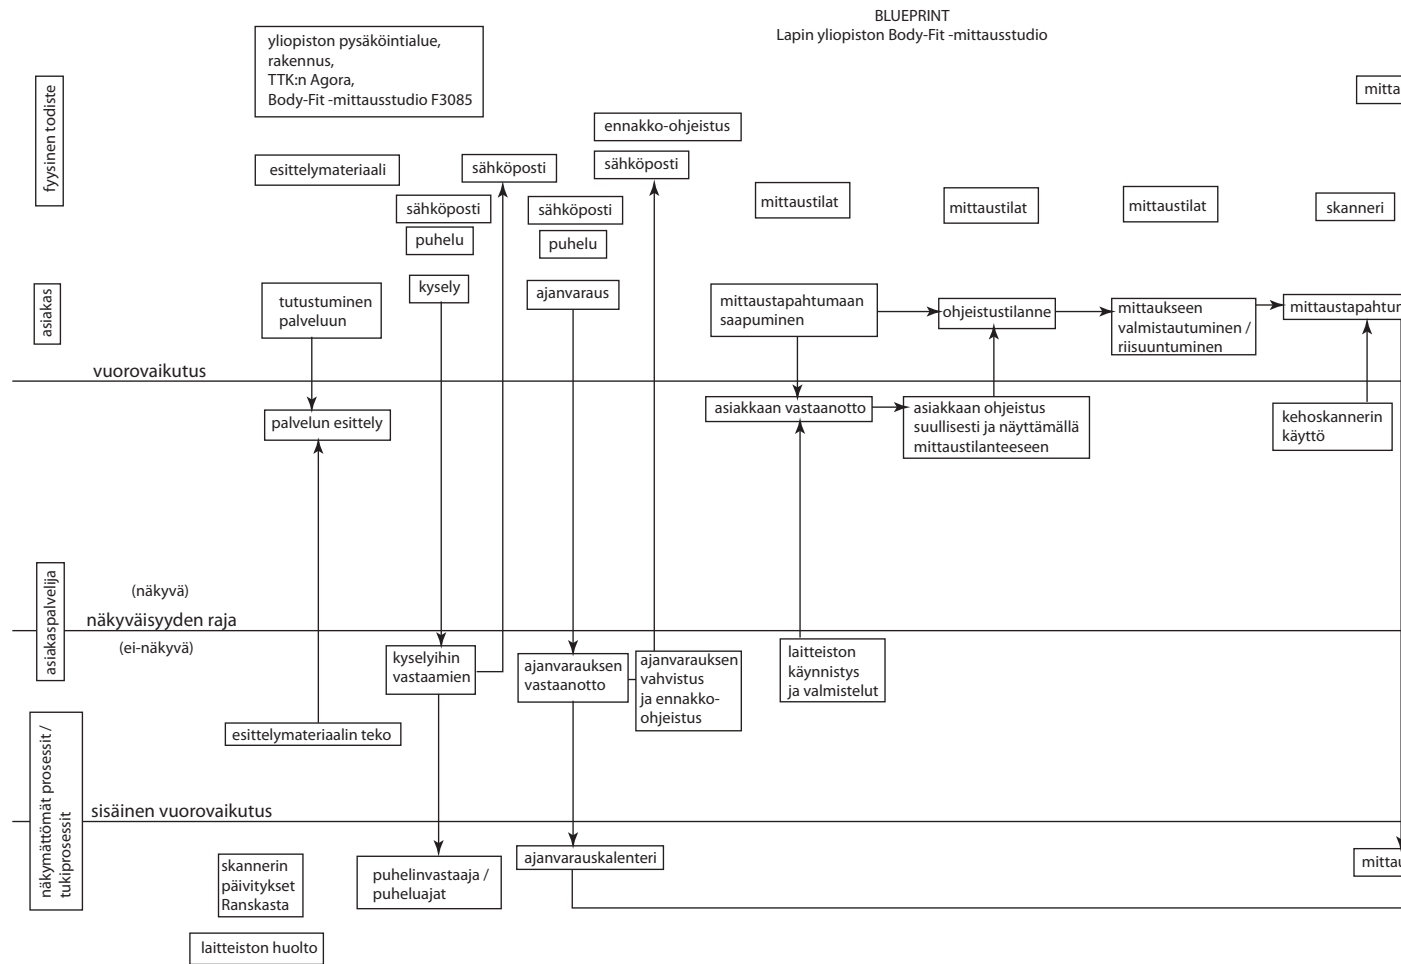 BLUEPRINT
Lapin yliopiston Body-Fit -mittausstudio
fyysinen todiste
yliopiston pysäköintialue,
rakennus,
TTK:n Agora,
Body-Fit -mittausstudio F3085
mitta
ennakko-ohjeistus
esittelymateriaali
sähköposti
sähköposti
sähköposti
puhelu
sähköposti
puhelu
mittaustilat
mittaustilat
mittaustilat
skanneri
asiakas
tutustuminen
palveluun
kysely
ajanvaraus
mittaustapahtumaan
saapuminen
ohjeistustilanne
mittaukseen
valmistautuminen /
riisuuntuminen
mittaustapahtum
vuorovaikutus
palvelun esittely
asiakkaan vastaanotto
asiakkaan ohjeistus
suullisesti ja näyttämällä
mittaustilanteeseen
kehoskannerin
käyttö
asiakaspalvelija
(näkyvä)
näkyväisyyden raja
(ei-näkyvä)
kyselyihin
vastaamien
ajanvarauksen
vastaanotto
ajanvarauksen
vahvistus
ja ennakko-
ohjeistus
laitteiston
käynnistys
ja valmistelut
esittelymateriaalin teko
näkymättömät prosessit /
tukiprosessit
sisäinen vuorovaikutus
skannerin
päivitykset
Ranskasta
puhelinvastaaja /
puheluajat
ajanvarauskalenteri
mittau
laitteiston huolto